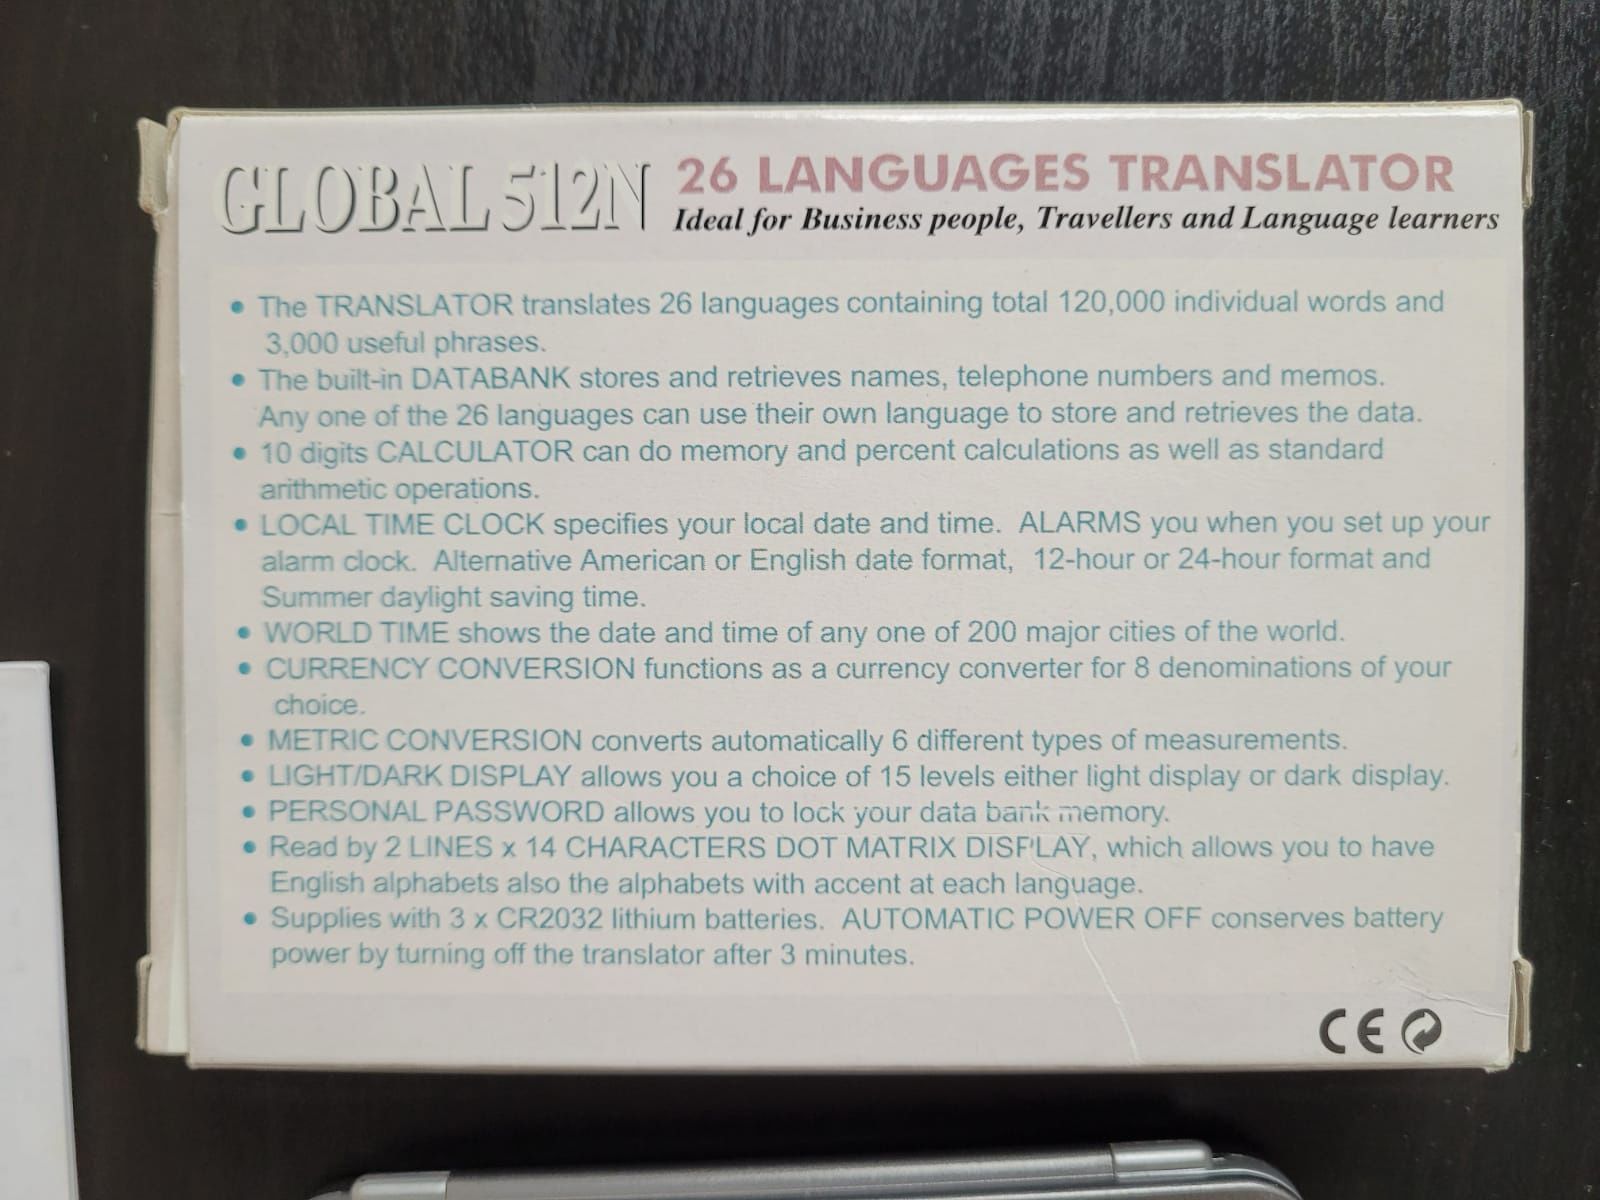 GLOBAL 512N 26 LANGUAGES TRANSLATOR
Ideal for Business people, Travellers and Language learners
• The TRANSLATOR translates 26 languages containing total 120,000 individual words and
3,000 useful phrases.
• The built-in DATABANK stores and retrieves names, telephone numbers and memos.
Any one of the 26 languages can use their own language to store and retrieves the data.
• 10 digits CALCULATOR can do memory and percent calculations as well as standard
arithmetic operations.
• LOCAL TIME CLOCK specifies your local date and time. ALARMS you when you set up your
alarm clock. Alternative American or English date format, 12-hour or 24-hour format and
Summer daylight saving time.
• WORLD TIME shows the date and time of any one of 200 major cities of the world.
• CURRENCY CONVERSION functions as a currency converter for 8 denominations of your
choice.
• METRIC CONVERSION converts automatically 6 different types of measurements.
• LIGHT/DARK DISPLAY allows you a choice of 15 levels either light display or dark display.
• PERSONAL PASSWORD allows you to lock your data bank memory.
• Read by 2 LINES x 14 CHARACTERS DOT MATRIX DISPLAY, which allows you to have
English alphabets also the alphabets with accent at each language.
• Supplies with 3 x CR2032 lithium batteries. AUTOMATIC POWER OFF conserves battery
power by turning off the translator after 3 minutes.
CE